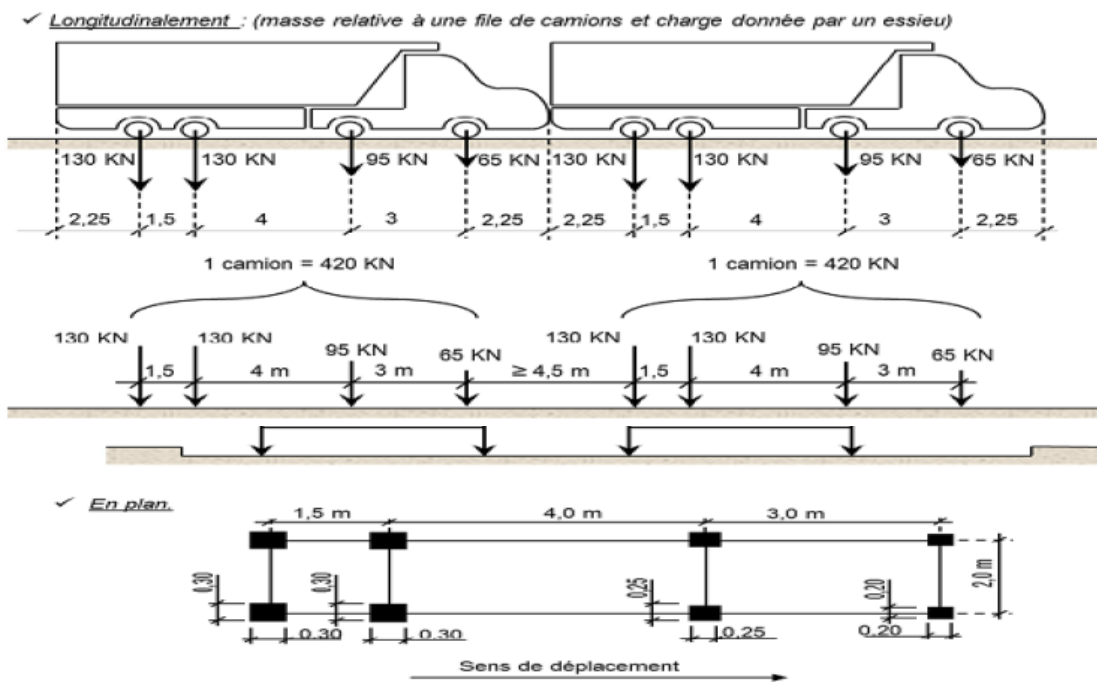 ✓ Longitudinalement : (masse relative à une file de camions et charge donnée par un essieu)
130 KN 130 KN 95 KN 65 KN 130 KN 130 KN 95 KN 65 KN
2,25 1,5 4 3 2,25 2,25 1,5 4 3 2,25
1 camion = 420 KN 1 camion = 420 KN
130 KN 130 KN 95 KN 65 KN 130 KN 130 KN 95 KN 65 KN
1,5 4 m 3 m ≥ 4,5 m 1,5 4 m 3 m
✓ En plan.
1,5 m 4,0 m 3,0 m
0,30 0,30 0,25 0,20 2,0 m
0,30 0,30 0,25 0,20
Sens de déplacement